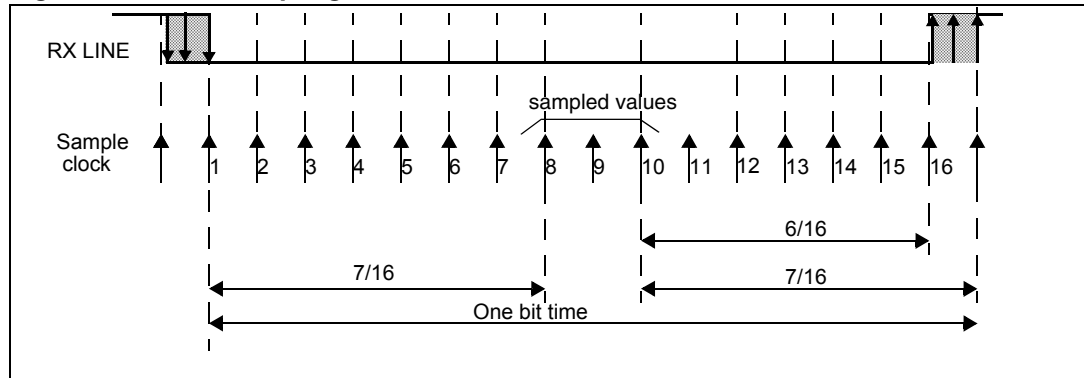 RX LINE
sampled values
Sample
clock
1 2 3 4 5 6 7 8 9 10 11 12 13 14 15 16
6/16
7/16
7/16
One bit time